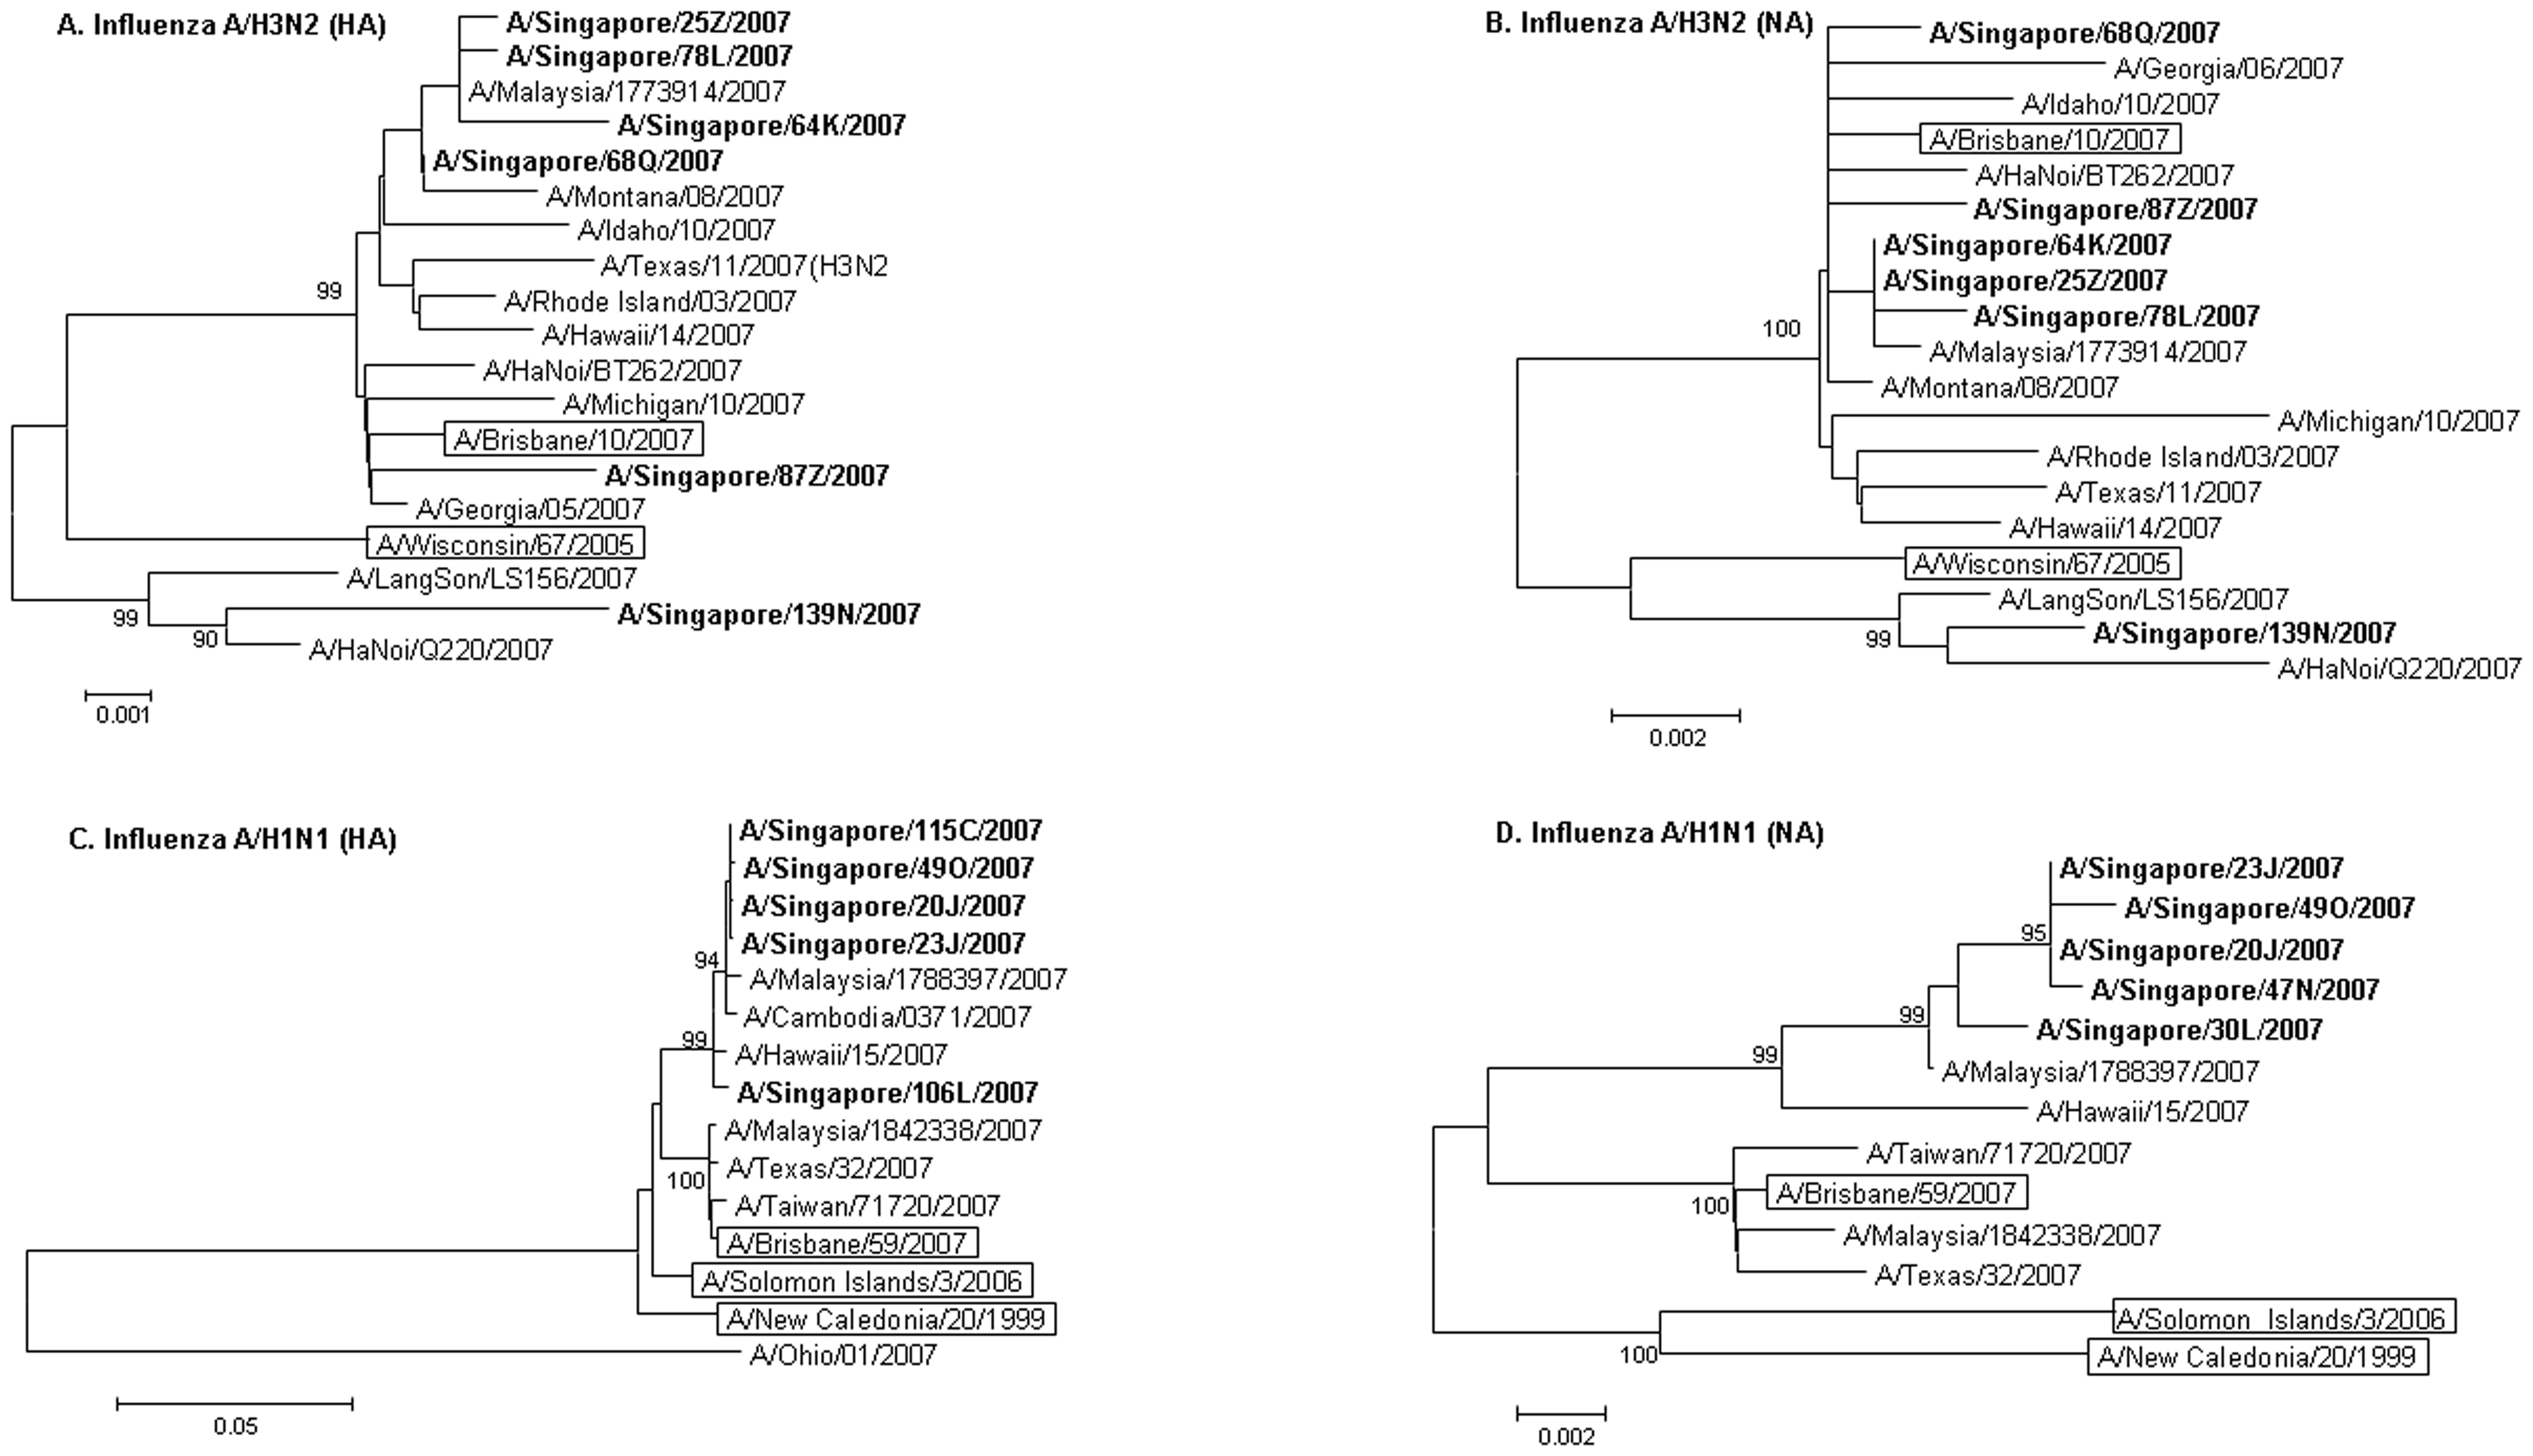 A. Influenza A/H3N2 (HA)
A/Singapore/25Z/2007
A/Singapore/78L/2007
A/Malaysia/1773914/2007
A/Singapore/64K/2007
A/Singapore/68Q/2007
A/Montana/08/2007
A/Idaho/10/2007
A/Texas/11/2007(H3N2
99
A/Rhode Island/03/2007
A/Hawaii/14/2007
A/HaNoi/BT262/2007
A/Michigan/10/2007
A/Brisbane/10/2007
A/Singapore/87Z/2007
A/Georgia/05/2007
A/Wisconsin/67/2005
A/LangSon/LS156/2007
99
A/Singapore/139N/2007
90
A/HaNoi/Q220/2007
0.001
B. Influenza A/H3N2 (NA)
A/Singapore/68Q/2007
A/Georgia/06/2007
A/Idaho/10/2007
A/Brisbane/10/2007
A/HaNoi/BT262/2007
A/Singapore/87Z/2007
A/Singapore/64K/2007
A/Singapore/25Z/2007
A/Singapore/78L/2007
100
A/Malaysia/1773914/2007
A/Montana/08/2007
A/Michigan/10/2007
A/Rhode Island/03/2007
A/Texas/11/2007
A/Hawaii/14/2007
A/Wisconsin/67/2005
A/LangSon/LS156/2007
A/Singapore/139N/2007
99
A/HaNoi/Q220/2007
0.002
C. Influenza A/H1N1 (HA)
A/Singapore/115C/2007
A/Singapore/49O/2007
A/Singapore/20J/2007
A/Singapore/23J/2007
94
A/Malaysia/1788397/2007
A/Cambodia/0371/2007
99
A/Hawaii/15/2007
A/Singapore/106L/2007
A/Malaysia/1842338/2007
A/Texas/32/2007
100
A/Taiwan/71720/2007
A/Brisbane/59/2007
A/Solomon Islands/3/2006
A/New Caledonia/20/1999
A/Ohio/01/2007
0.05
D. Influenza A/H1N1 (NA)
A/Singapore/23J/2007
A/Singapore/49O/2007
95
A/Singapore/20J/2007
A/Singapore/47N/2007
99
A/Singapore/30L/2007
99
A/Malaysia/1788397/2007
A/Hawaii/15/2007
A/Taiwan/71720/2007
A/Brisbane/59/2007
100
A/Malaysia/1842338/2007
A/Texas/32/2007
A/Solomon Islands/3/2006
100
A/New Caledonia/20/1999
0.002